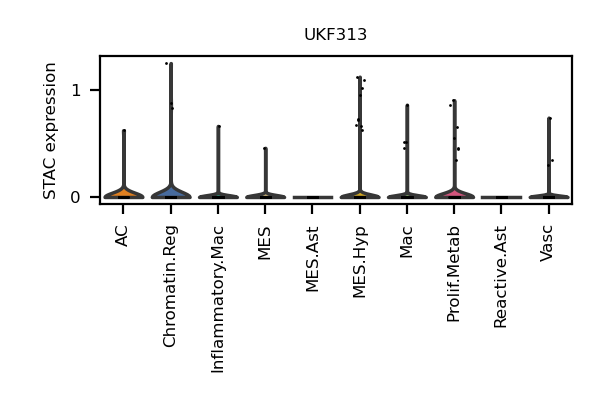 UKF313
STAC expression
1
0
AC
Chromatin.Reg
Inflammatory.Mac
MES
MES.Ast
MES.Hyp
Mac
Prolif.Metab
Reactive.Ast
Vasc